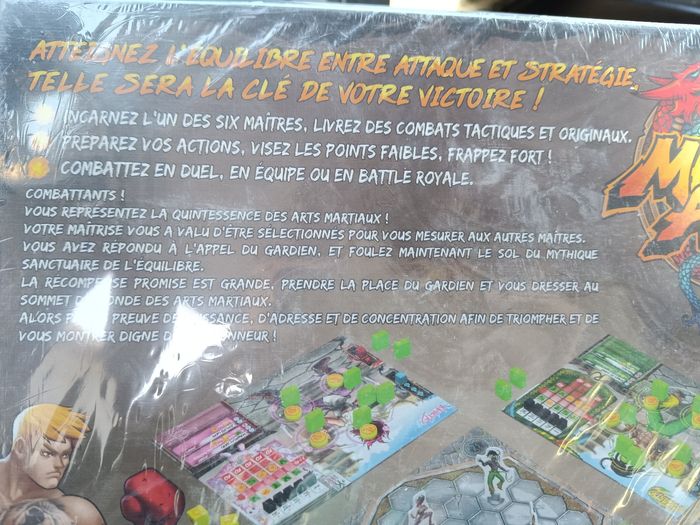 ATTEIGNEZ L'ÉQUILIBRE ENTRE ATTAQUE ET STRATÉGIE,
TELLE SERA LA CLÉ DE VOTRE VICTOIRE !
INCARNEZ L'UN DES SIX MAÎTRES, LIVREZ DES COMBATS TACTIQUES ET ORIGINAUX.
PRÉPAREZ VOS ACTIONS, VISEZ LES POINTS FAIBLES, FRAPPEZ FORT !
COMBATTEZ EN DUEL, EN ÉQUIPE OU EN BATTLE ROYALE.
COMBATTANTS !
VOUS REPRÉSENTEZ LA QUINTESSENCE DES ARTS MARTIAUX !
VOTRE MAÎTRISE VOUS A VALU D'ÊTRE SÉLECTIONNÉS POUR VOUS MESURER AUX AUTRES MAÎTRES.
VOUS AVEZ RÉPONDU À L'APPEL DU GARDIEN, ET FOULEZ MAINTENANT LE SOL DU MYTHIQUE
SANCTUAIRE DE L'ÉQUILIBRE.
LA RÉCOMPENSE PROMISE EST GRANDE, PRENDRE LA PLACE DU GARDIEN ET VOUS DRESSER AU
SOMMET DU MONDE DES ARTS MARTIAUX.
ALORS PREUVE DE PUISSANCE, D'ADRESSE ET DE CONCENTRATION AFIN DE TRIOMPHER ET DE
VOUS MONTRER DIGNE HONNEUR !